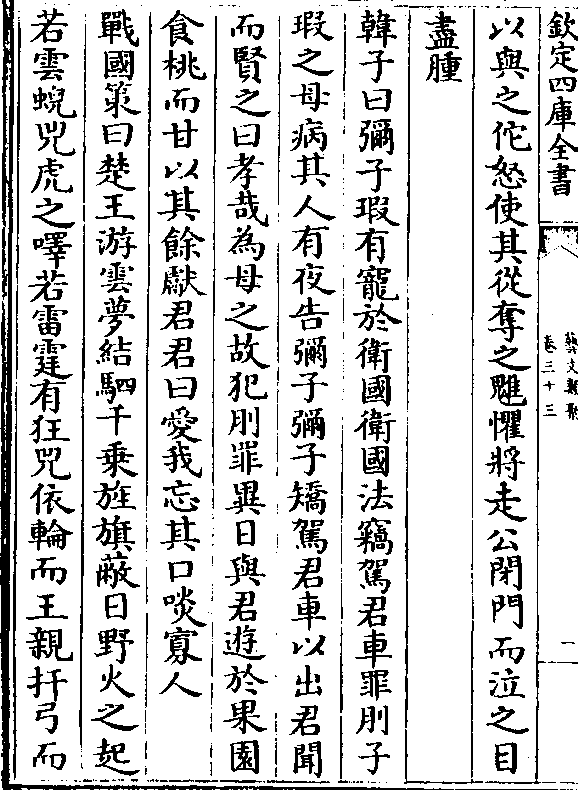 欽定四庫全書
藝文類聚
卷三十三
二
以與之佗怒使其從奪之魋懼將走公閉門而泣之目
盡腫
韓子曰彌子瑕有寵於衛國衛國法竊駕君車罪刖子
瑕之母病其人有夜告彌子彌子矯駕君車以出君聞
而賢之曰孝哉為母之故犯刖罪異日與君遊於果園
食桃而甘以其餘獻君君曰愛我忘其口啖寡人
戰國策曰楚王游雲夢結駟千乗旌旗蔽日野火之起
若雲蜺兕虎之嘷若雷霆有狂兕依輪而王親扞弓而